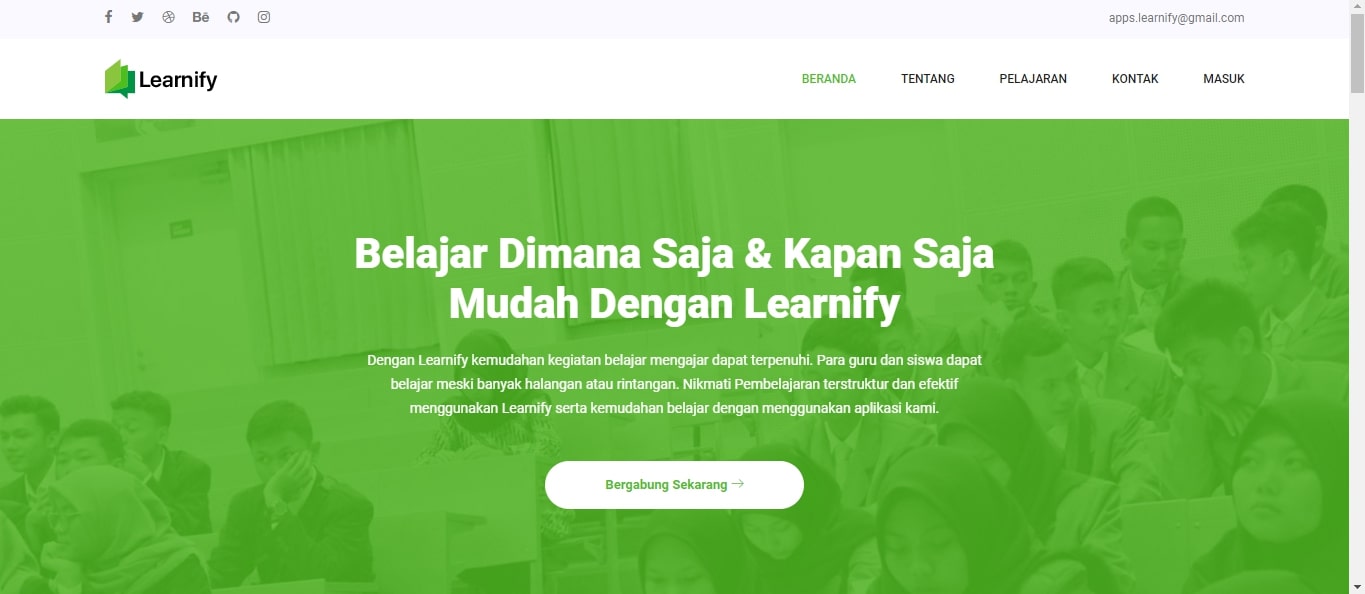 apps.learnify@gmail.com
Learnify
BERANDA
TENTANG
PELAJARAN
KONTAK
MASUK
Belajar Dimana Saja & Kapan Saja
Mudah Dengan Learnify
Dengan Learnify kemudahan kegiatan belajar mengajar dapat terpenuhi. Para guru dan siswa dapat
belajar meski banyak halangan atau rintangan. Nikmati Pembelajaran terstruktur dan efektif
menggunakan Learnify serta kemudahan belajar dengan menggunakan aplikasi kami.
Bergabung Sekarang →